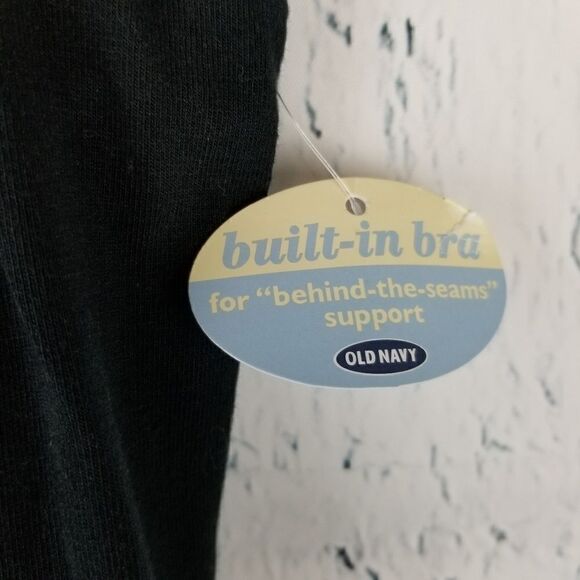 built-in bra
for "behind-the-seams"
support
OLD NAVY